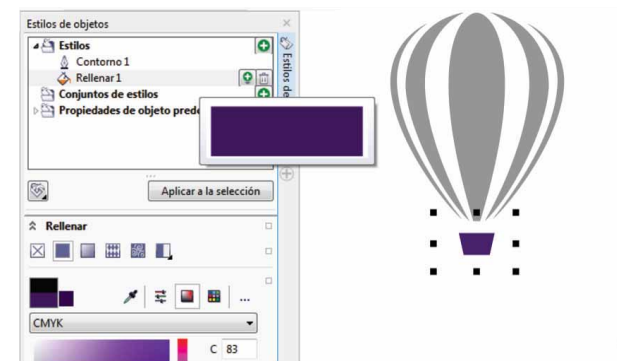 Estilos de objetos
Estilos
Contorno 1
Rellenar 1
Conjuntos de estilos
Propiedades de objeto
Estilos de
Aplicar a la selección
Rellenar
CMYK
C 83